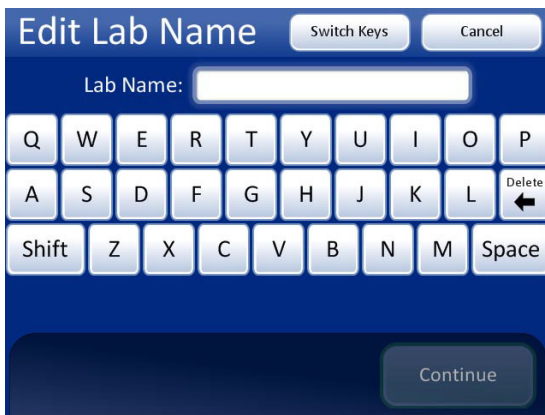 Edit Lab Name Switch Keys Cancel
Lab Name:
Q W E R T Y U I O P
A S D F G H J K L Delete
Shift Z X C V B N M Space
Continue